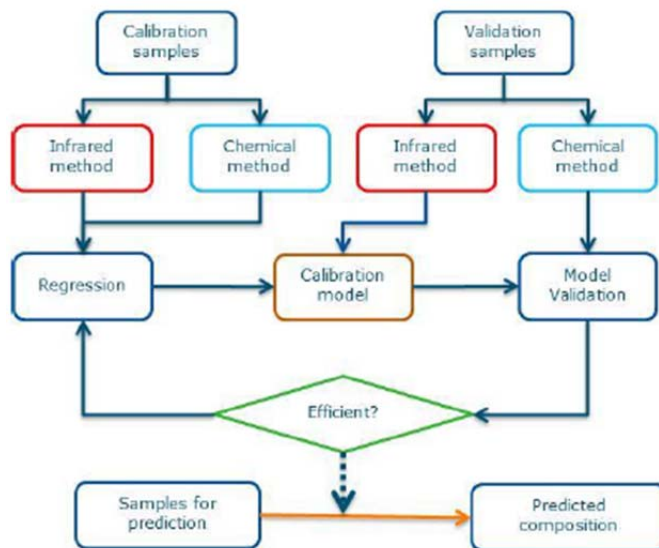 Calibration
samples
Validation
samples
Infrared
method
Chemical
method
Infrared
method
Chemical
method
Regression
Calibration
model
Model
Validation
Efficient?
Samples for
prediction
Predicted
composition